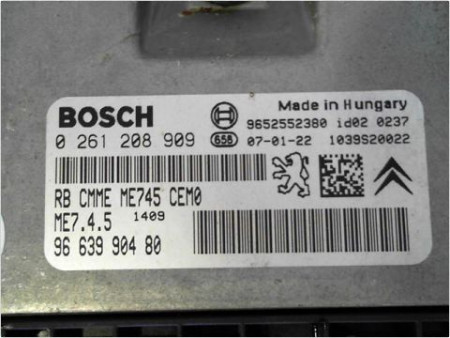 BOSCH
Made in Hungary
9652552380 id02 0237
0 261 208 909 658 07-01-22 1039S20022
RB CMME ME745 CEM0
ME7.4.5 1409
96 639 904 80